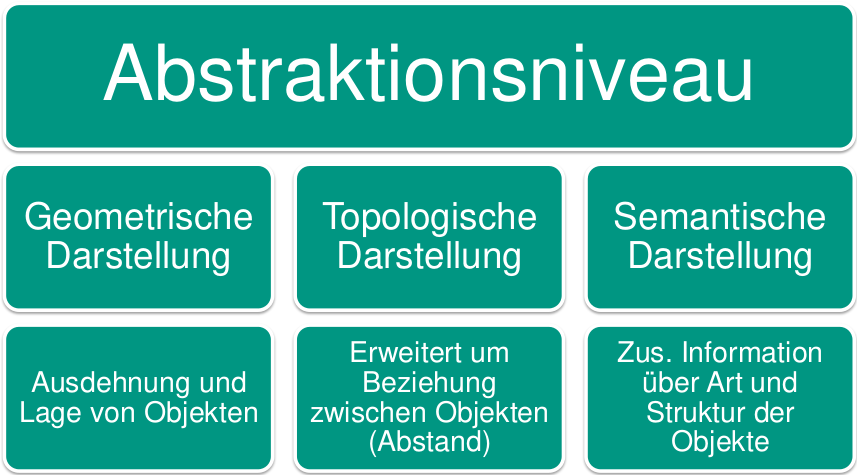 Abstraktionsniveau
Geometrische
Darstellung
Topologische
Darstellung
Semantische
Darstellung
Ausdehnung und
Lage von Objekten
Erweitert um
Beziehung
zwischen Objekten
(Abstand)
Zus. Information
über Art und
Struktur der
Objekte